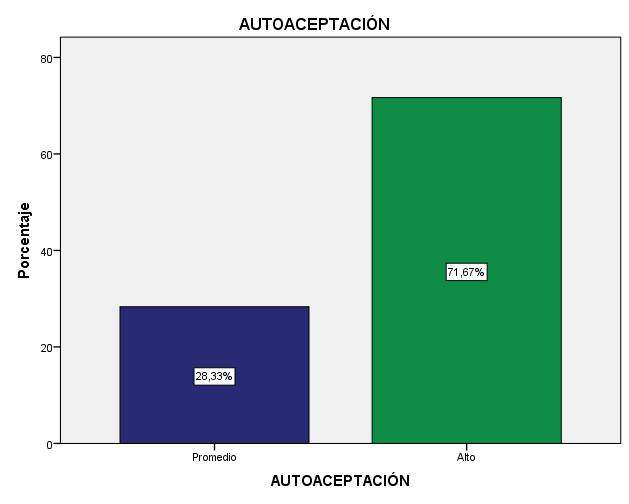 AUTOACEPTACIÓN
80
60
40
20
0
Porcentaje
28,33%
71,67%
Promedio
Alto
AUTOACEPTACIÓN